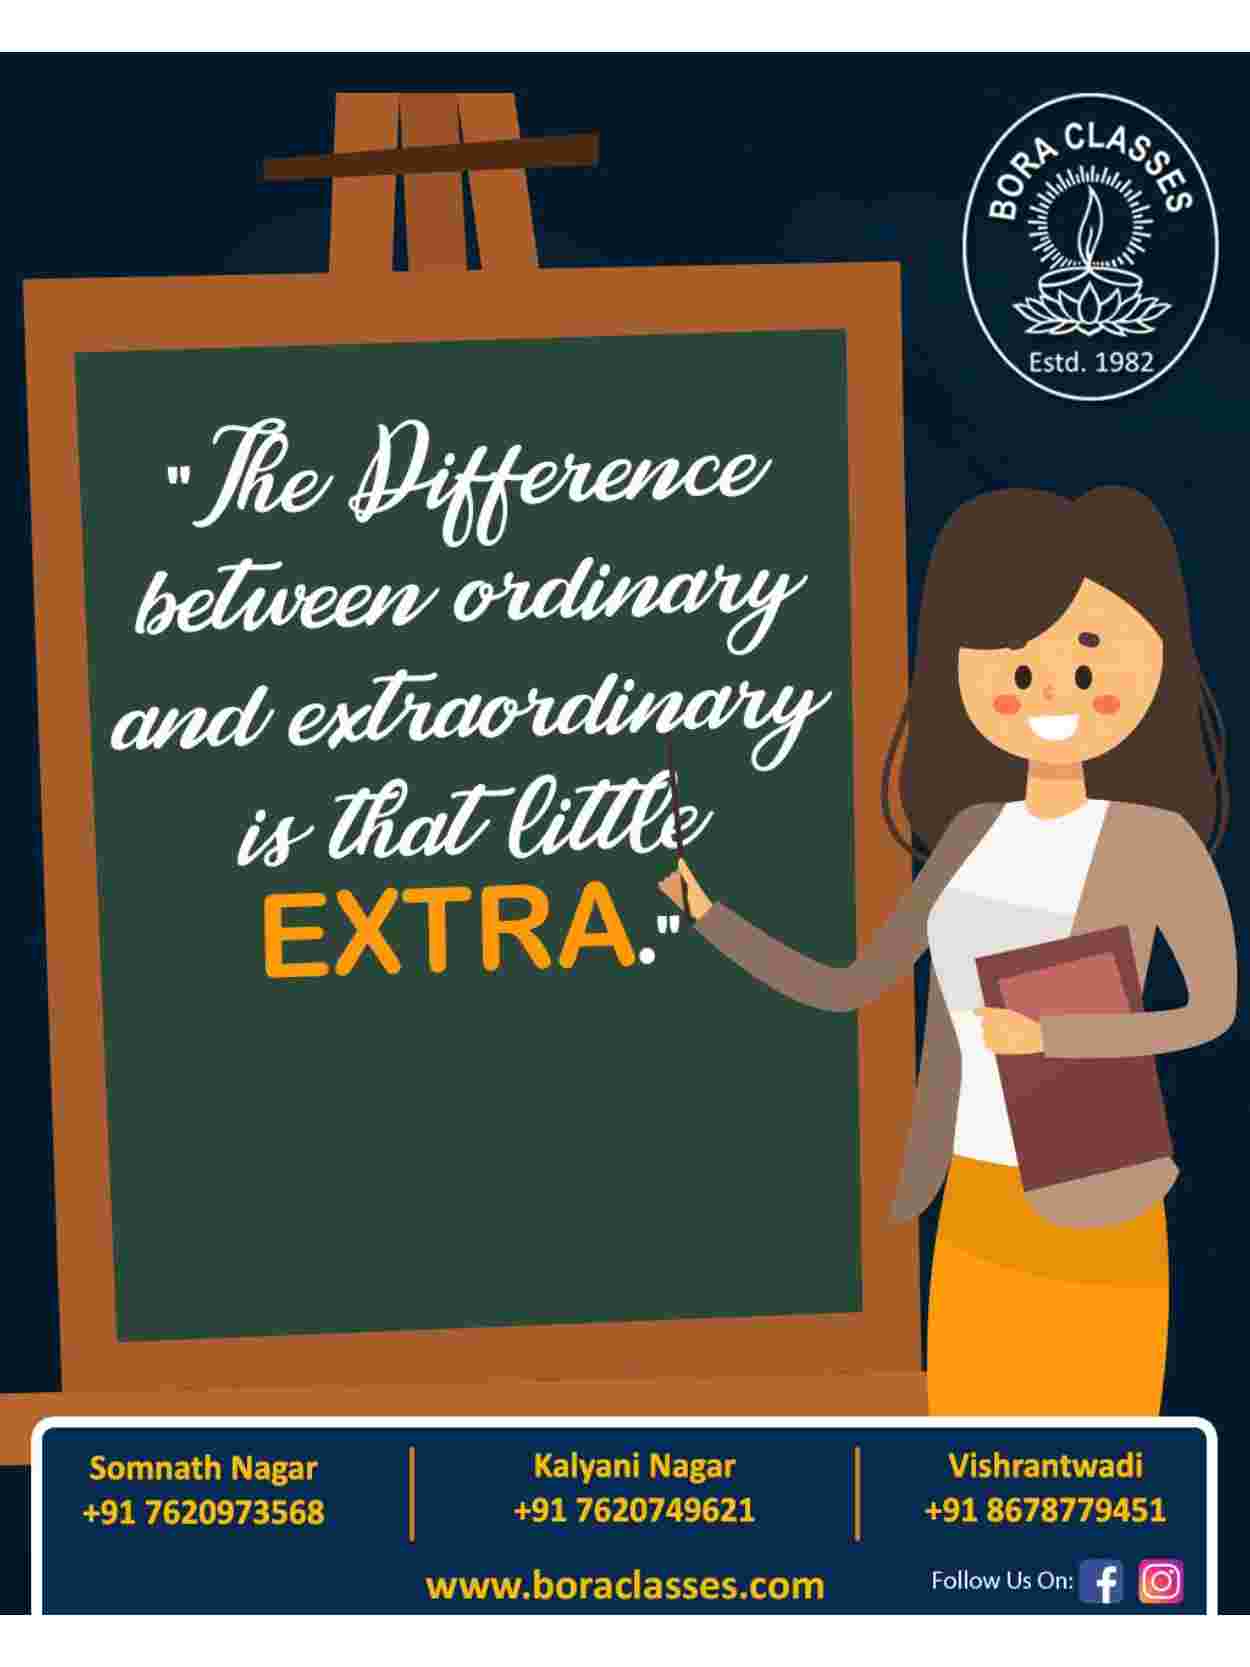 BORA CLASSES
Estd. 1982
"The Difference
between ordinary
and extraordinary
is that little
EXTRA."
Somnath Nagar
+91 7620973568
Kalyani Nagar
+91 7620749621
Vishrantwadi
+91 8678779451
www.boraclasses.com
Follow Us On: